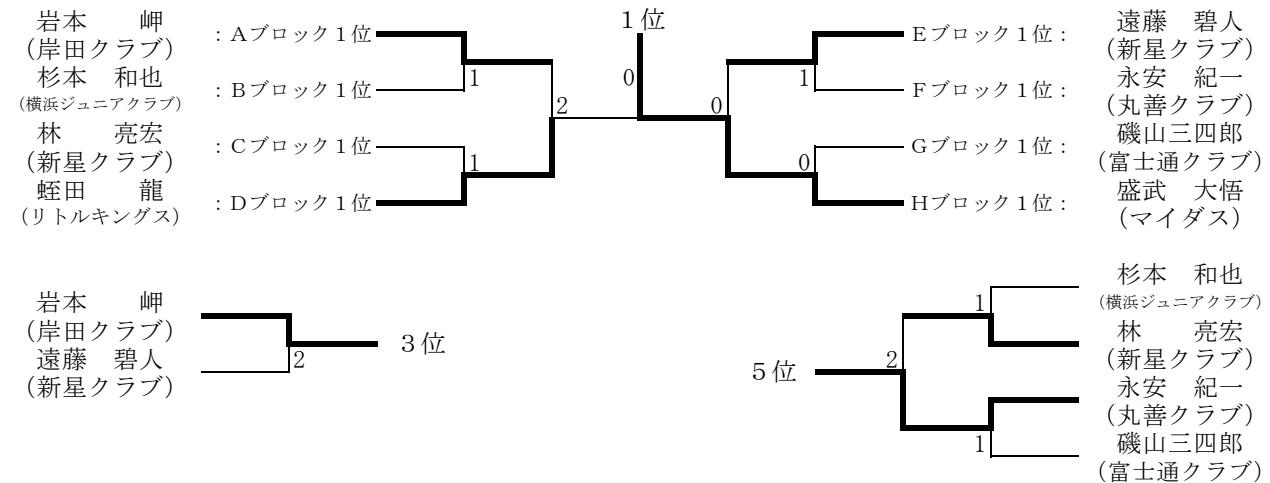 岩本　岬
(岸田クラブ)
杉本　和也
(横浜ジュニアクラブ)
林　亮宏
(新星クラブ)
蛭田　龍
(リトルキングス)
：Aブロック１位
：Bブロック１位
：Cブロック１位
：Dブロック１位
1
1
2
１位
0
0
1
0
Eブロック１位：
Fブロック１位：
Gブロック１位：
Hブロック１位：
遠藤　碧人
(新星クラブ)
永安　紀一
(丸善クラブ)
磯山三四郎
(富士通クラブ)
盛武　大悟
(マイダス)
岩本　岬
(岸田クラブ)
遠藤　碧人
(新星クラブ)
2
３位
５位
2
1
1
杉本　和也
(横浜ジュニアクラブ)
林　亮宏
(新星クラブ)
永安　紀一
(丸善クラブ)
磯山三四郎
(富士通クラブ)